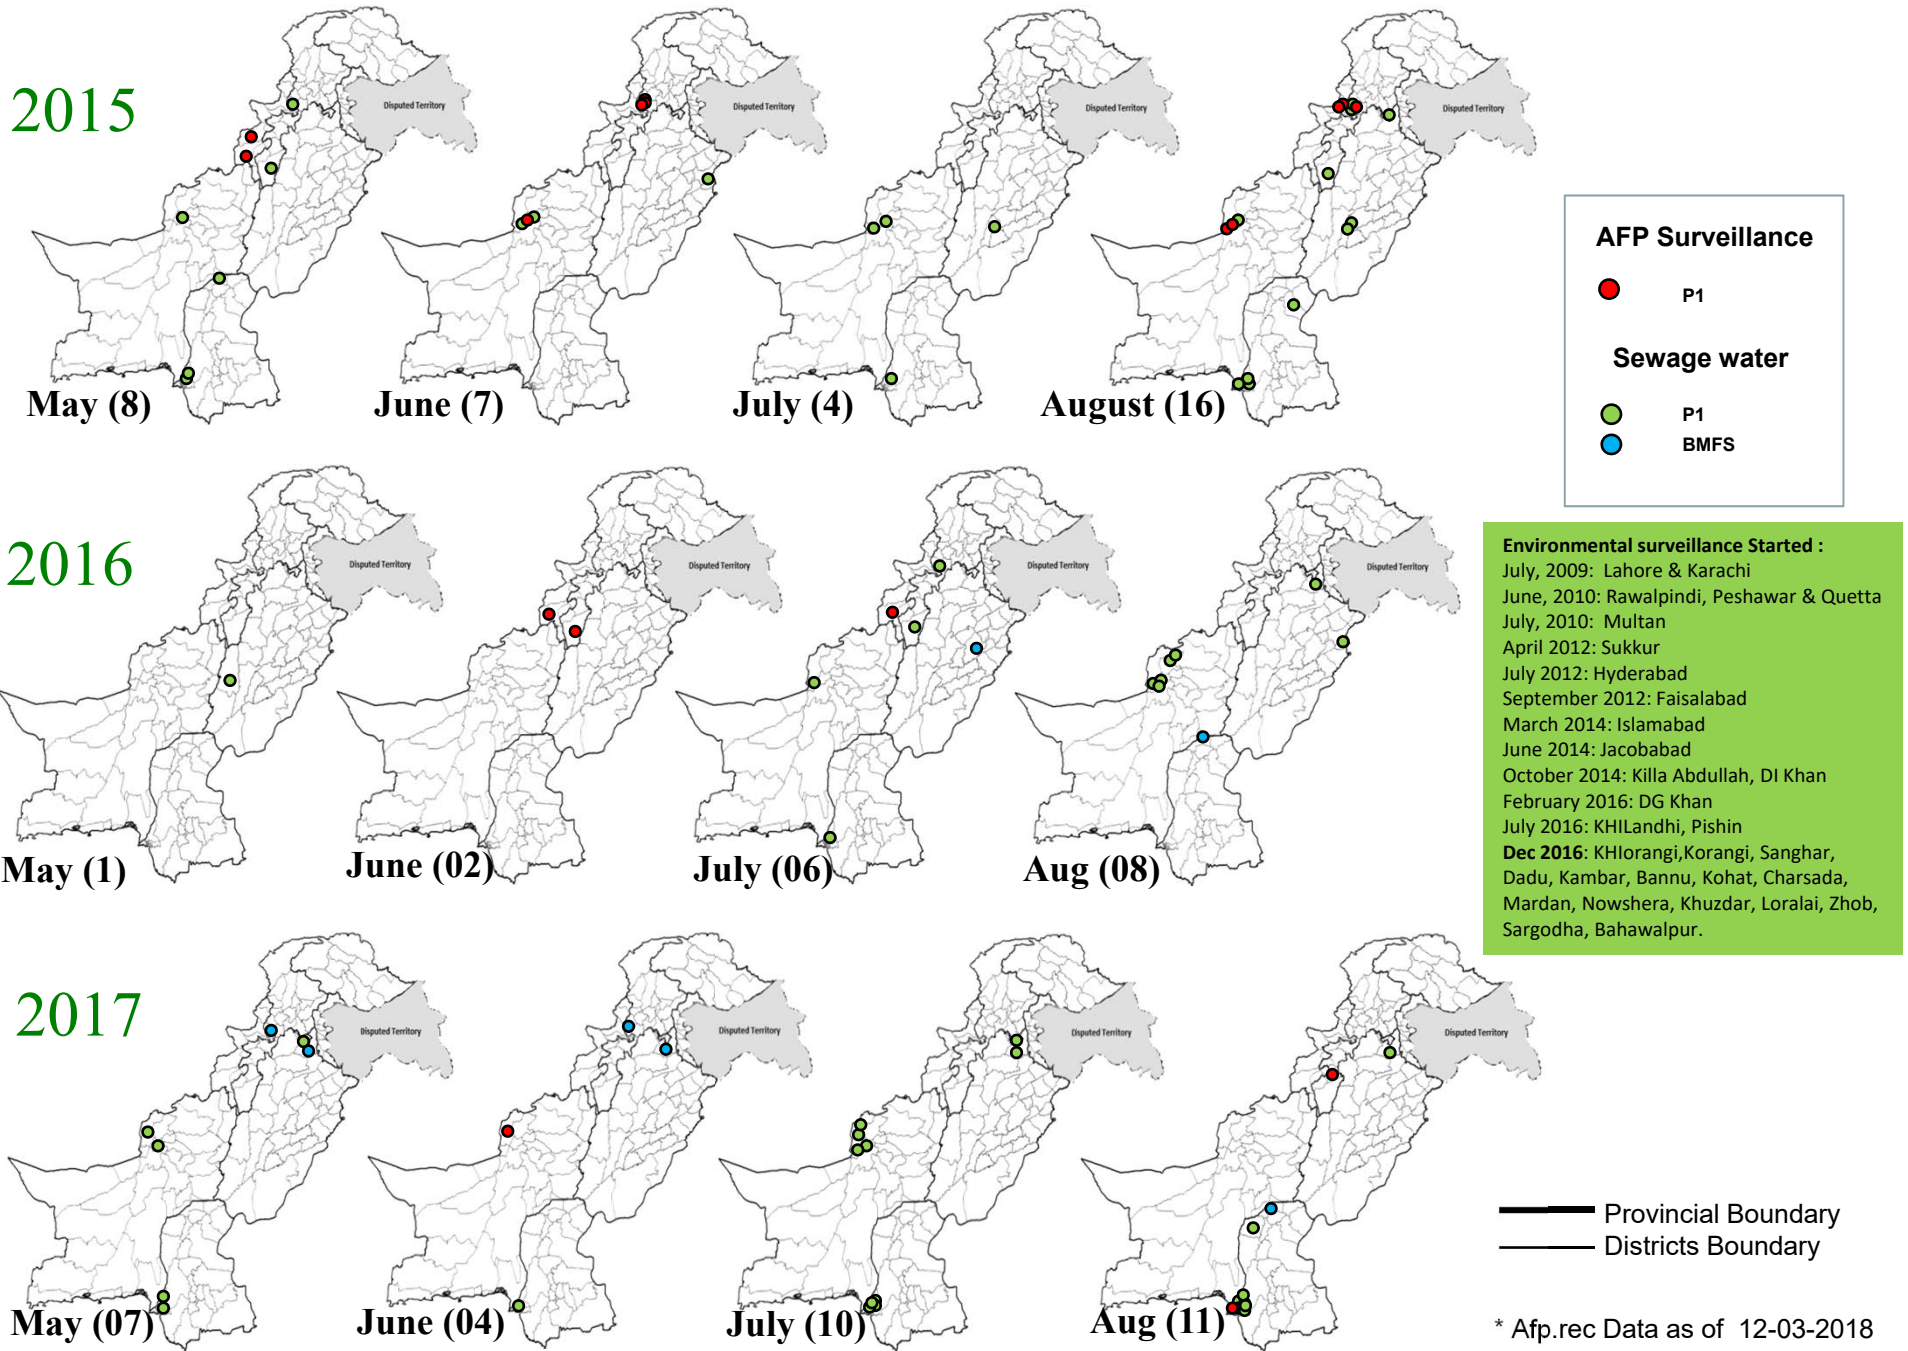 2015
Disputed Territory
Disputed Territory
Disputed Territory
Disputed Territory
May (8)
June (7)
July (4)
August (16)
AFP Surveillance
P1
Sewage water
P1
BMFS
2016
Disputed Territory
Disputed Territory
Disputed Territory
Disputed Territory
May (1)
June (02)
July (06)
Aug (08)
Environmental surveillance Started :
July, 2009: Lahore & Karachi
June, 2010: Rawalpindi, Peshawar & Quetta
July, 2010: Multan
April 2012: Sukkur
July 2012: Hyderabad
September 2012: Faisalabad
March 2014: Islamabad
June 2014: Jacobabad
October 2014: Killa Abdullah, DI Khan
February 2016: DG Khan
July 2016: KHILandhi, Pishin
Dec 2016: KHIorangi,Korangi, Sanghar,
Dadu, Kambar, Bannu, Kohat, Charsada,
Mardan, Nowshera, Khuzdar, Loralai, Zhob,
Sargodha, Bahawalpur.
2017
Disputed Territory
Disputed Territory
Disputed Territory
Disputed Territory
May (07)
June (04)
July (10)
Aug (11)
Provincial Boundary
Districts Boundary
* Afp.rec Data as of 12-03-2018